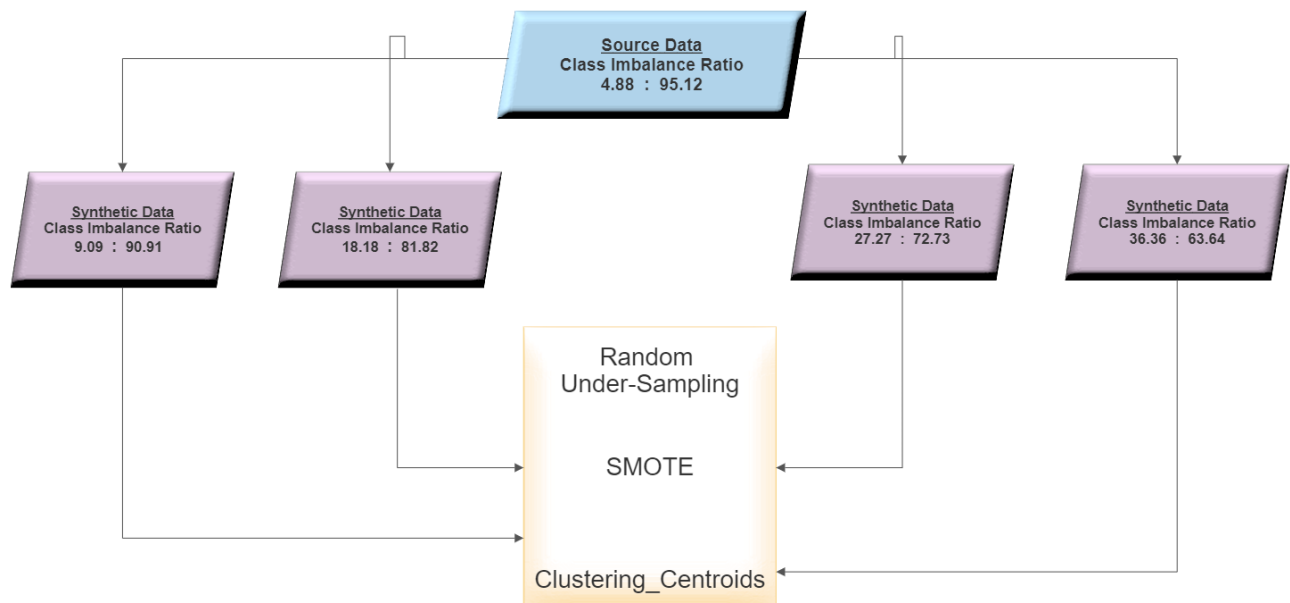 Source Data
Class Imbalance Ratio
4.88 : 95.12
Synthetic Data
Class Imbalance Ratio
9.09 : 90.91
Synthetic Data
Class Imbalance Ratio
18.18 : 81.82
Synthetic Data
Class Imbalance Ratio
27.27 : 72.73
Synthetic Data
Class Imbalance Ratio
36.36 : 63.64
Random
Under-Sampling
SMOTE
Clustering_Centroids